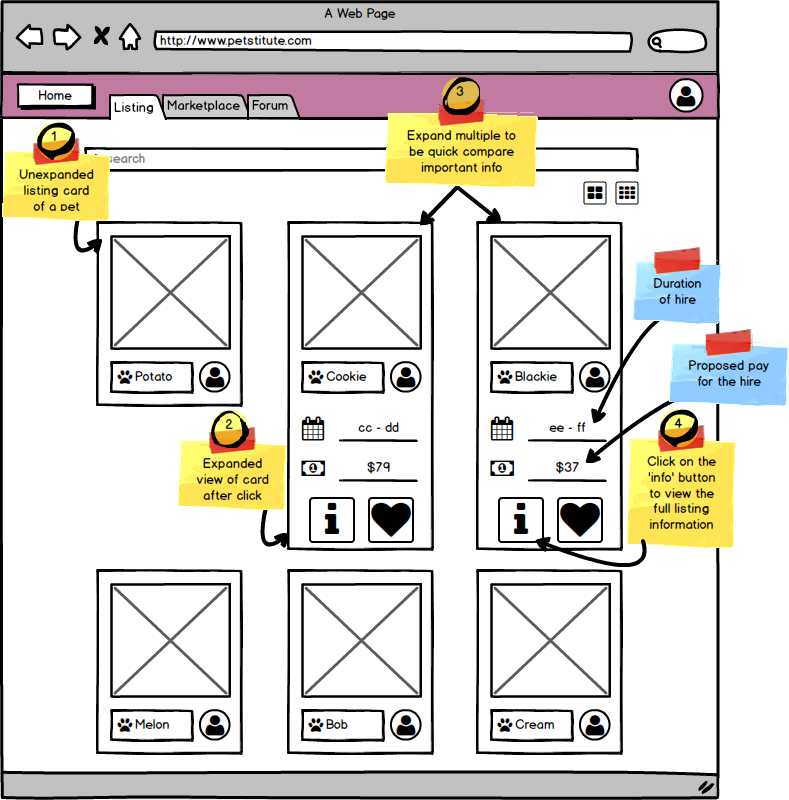 A Web Page
http://www.petstitute.com
Home
Listing
Marketplace
Forum
1
Unexpanded
listing card
of a pet
search
3
Expand multiple to
be quick compare
important info
Duration
of hire
Proposed pay
for the hire
Potato
Cookie
Blackie
2
Expanded
view of card
after click
cc - dd
$79
ee - ff
$37
4
Click on the
'info' button
to view the
full listing
information
i
i
Melon
Bob
Cream